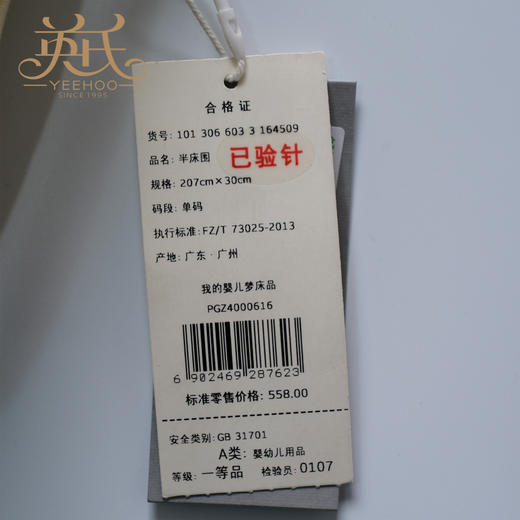 英氏
YEEHOO
SINCE 1995
合格证
货号: 101 306 603 3 164509
品名: 半床围
已验针
规格: 207cm×30cm
码段: 单码
执行标准: FZ/T 73025-2013
产地: 广东·广州
我的婴儿梦床品
PGZ4000616
6 902469 287623
标准零售价格: 558.00
安全类别: GB 31701
A类: 婴幼儿用品
等级: 一等品 检验员: 0107